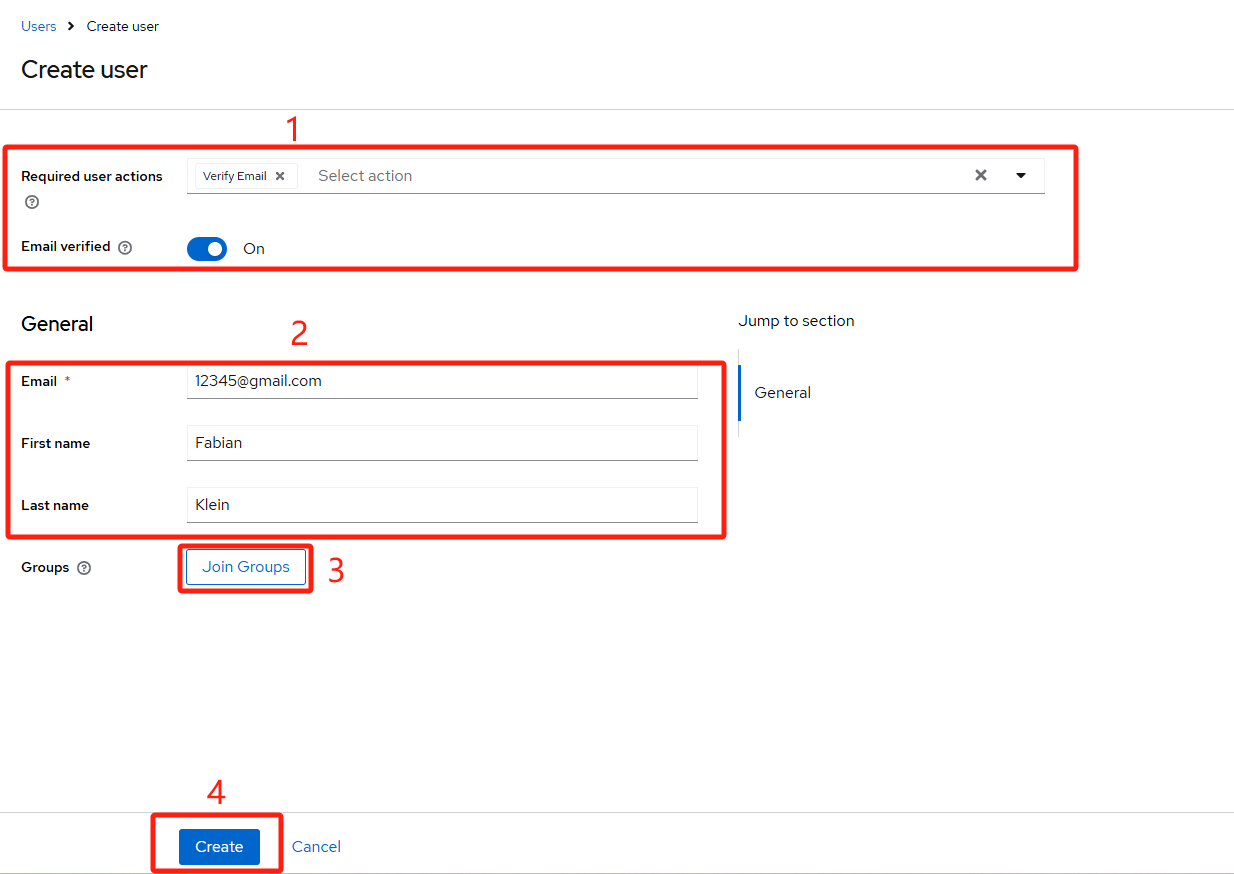 Users > Create user
Create user
1
Required user actions Verify Email × Select action
Email verified On
General
2
Jump to section
Email * 12345@gmail.com
General
First name Fabian
Last name Klein
Groups Join Groups 3
4
Create Cancel